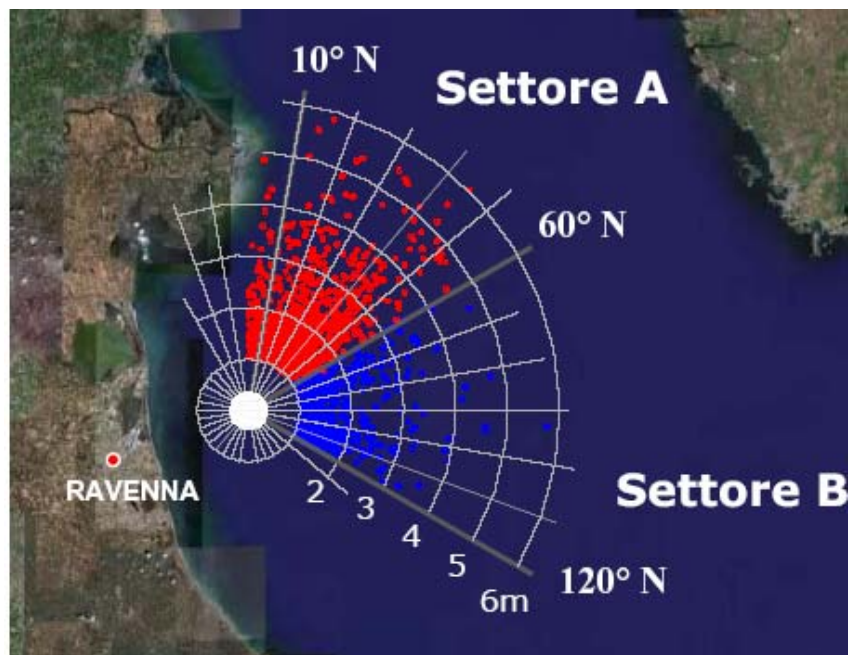 10° N
Settore A
60° N
RAVENNA
2
3
4
5
6m
Settore B
120° N